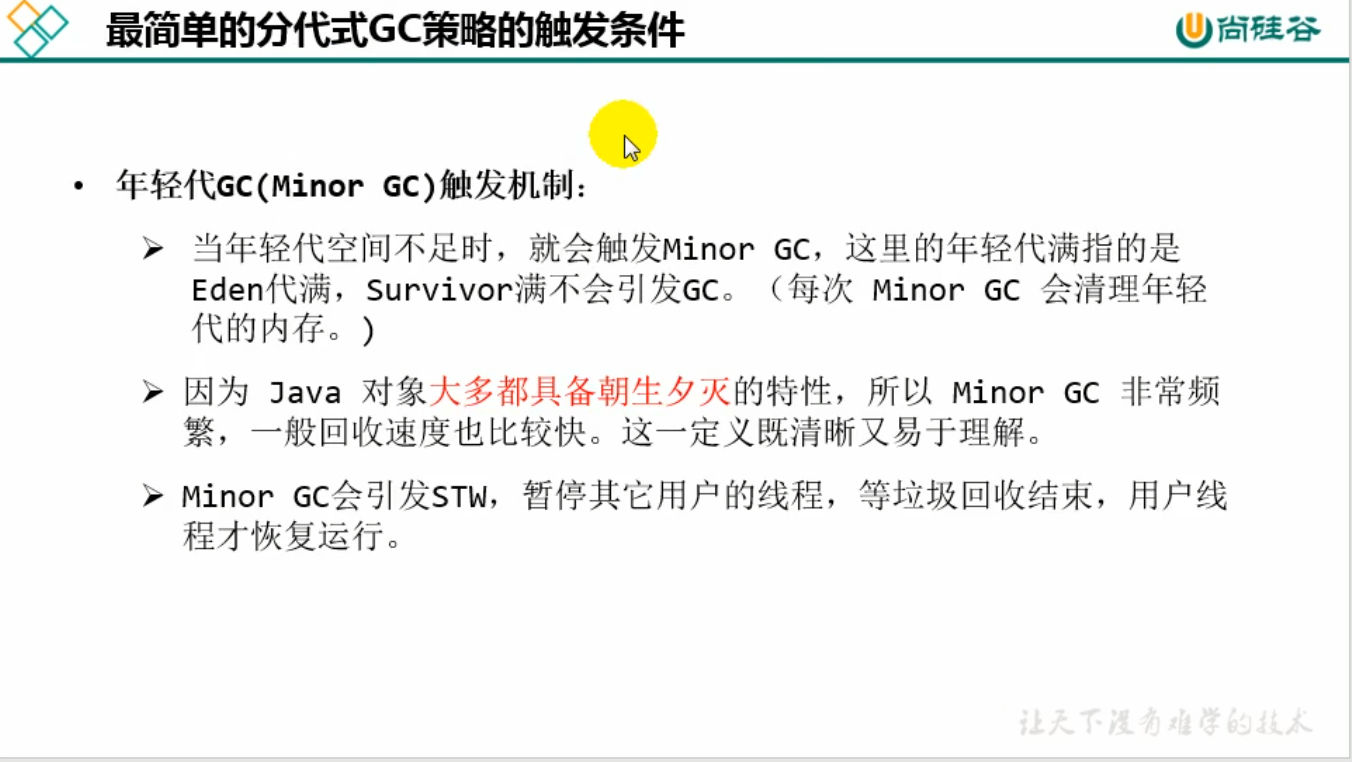 最简单的分代式GC策略的触发条件
尚硅谷
• 年轻代GC(Minor GC)触发机制：
➢ 当年轻代空间不足时，就会触发Minor GC，这里的年轻代满指的是
Eden代满，Survivor满不会引发GC。（每次 Minor GC 会清理年轻
代的内存。)
➢ 因为 Java 对象大多都具备朝生夕灭的特性，所以 Minor GC 非常频
繁，一般回收速度也比较快。这一定义既清晰又易于理解。
➢ Minor GC会引发STW，暂停其它用户的线程，等垃圾回收结束，用户线
程才恢复运行。
让天下没有难学的技术